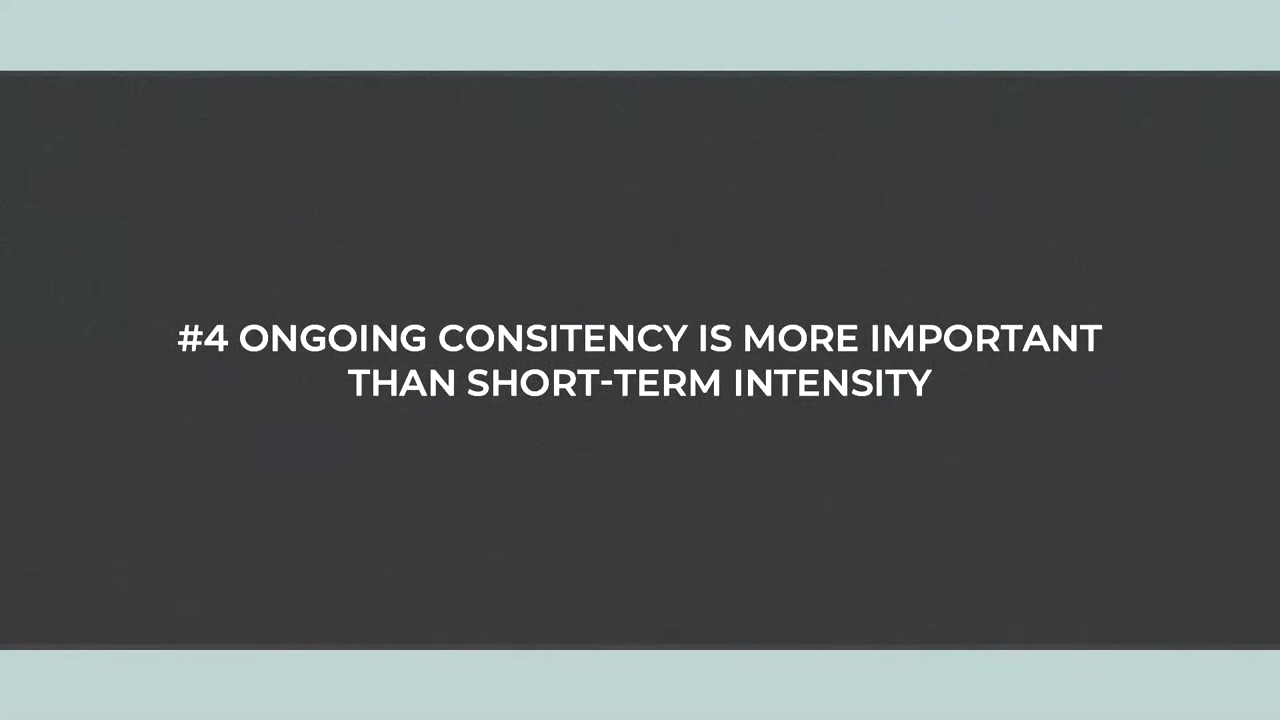 #4 ONGOING CONSITENCY IS MORE IMPORTANT
THAN SHORT-TERM INTENSITY